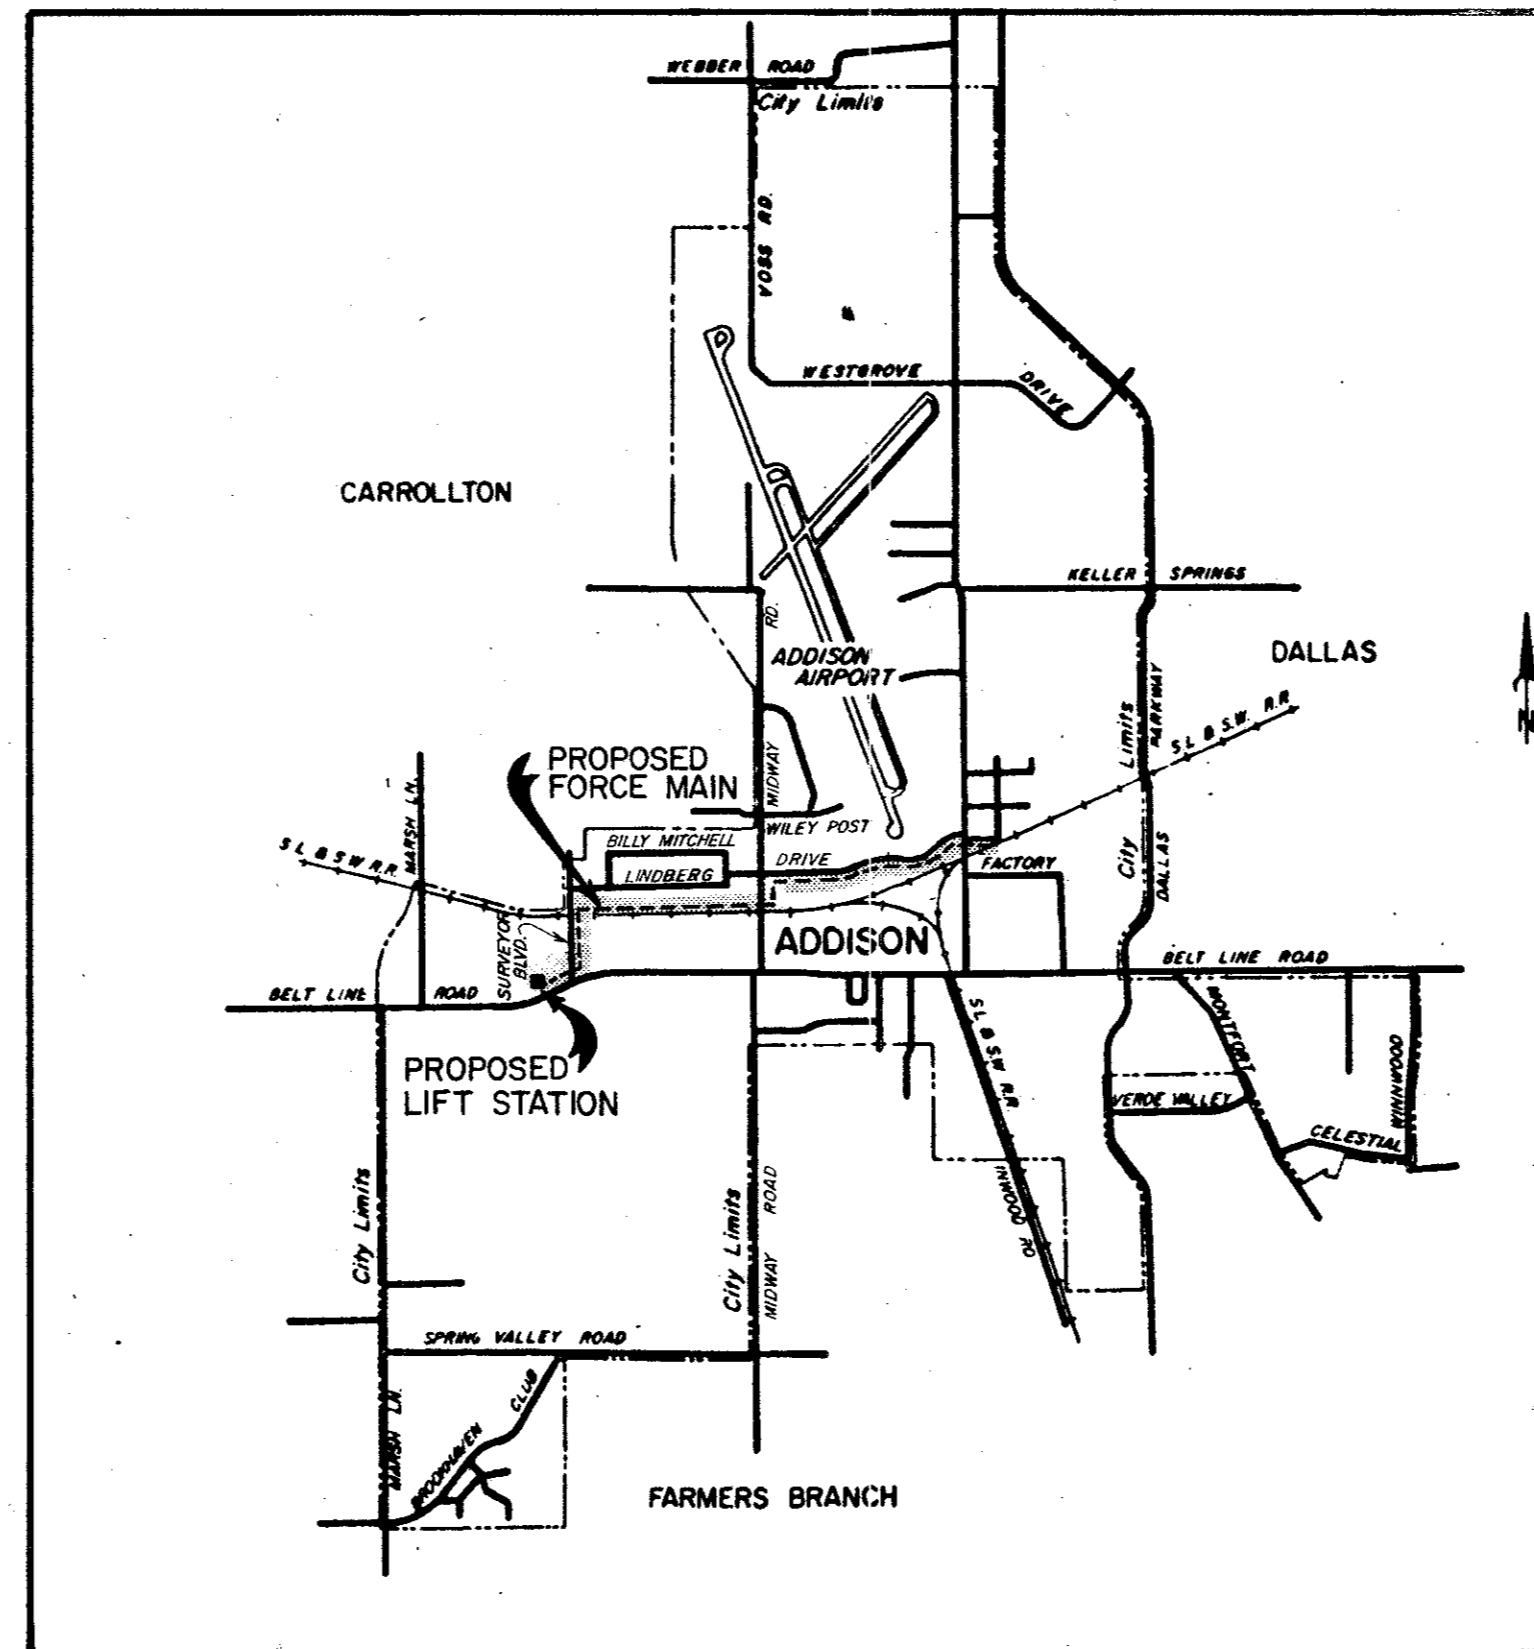 WEBBER ROAD
City Limits
VOSS RD.
WESTGROVE
DRIVE
CARROLLTON
KELLER SPRINGS
RD.
ADDISON
AIRPORT
DALLAS
Limits
PARKWAY
S L & S.W. R.R
N
PROPOSED
FORCE MAIN
MIDWAY
MARSH LN.
WILEY POST
BILLY MITCHELL
DRIVE
S L & S W R.R.
LINDBERG
FACTORY
City
DALLAS
SURVEYOR
BLVD.
ADDISON
BELT LINE ROAD
BELT LINE ROAD
S L & S W R.R.
MONTFORT
WINNWOOD
PROPOSED
LIFT STATION
VERDE VALLEY
CELESTIAL
City Limits
City Limits
MIDWAY ROAD
INWOOD RD
SPRING VALLEY ROAD
MARSH LN.
BROOKHAVEN CLUB
FARMERS BRANCH